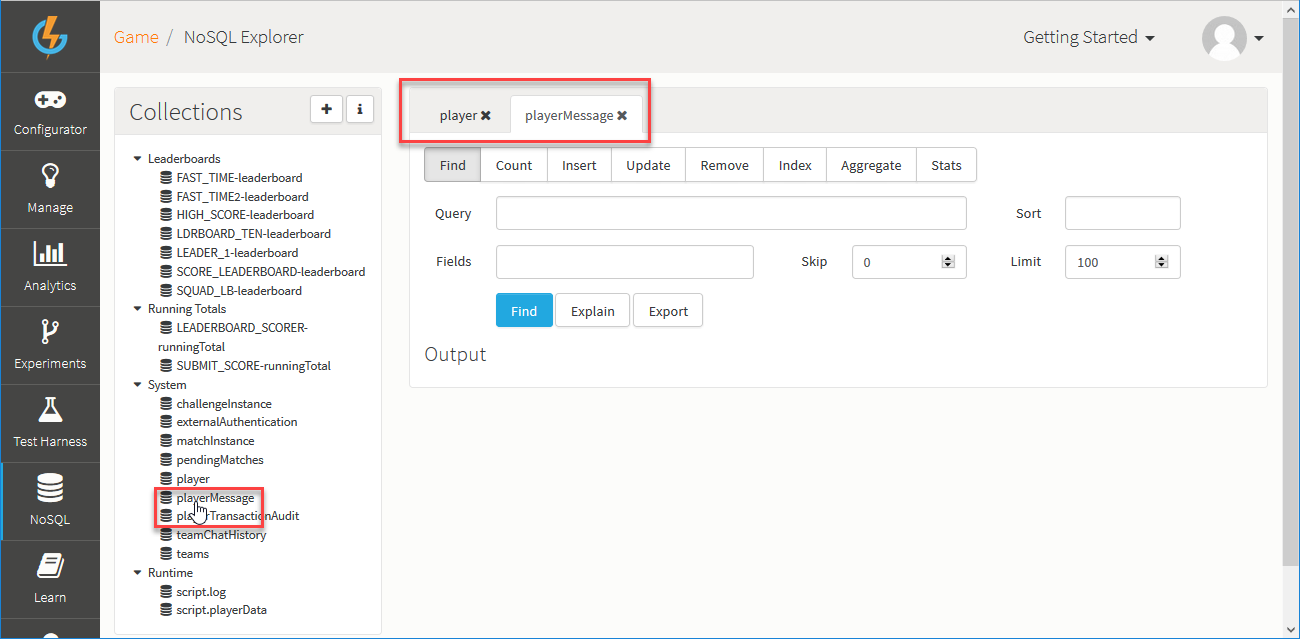 Game / NoSQL Explorer
Getting Started
Configurator
Manage
Analytics
Experiments
Test Harness
NoSQL
Learn
Collections
+ i
Leaderboards
FAST_TIME-leaderboard
FAST_TIME2-leaderboard
HIGH_SCORE-leaderboard
LDRBOARD_TEN-leaderboard
LEADER_1-leaderboard
SCORE_LEADERBOARD-leaderboard
SQUAD_LB-leaderboard
Running Totals
LEADERBOARD_SCORER-
runningTotal
SUBMIT_SCORE-runningTotal
System
challengeInstance
externalAuthentication
matchInstance
pendingMatches
player
playerMessage
playerTransactionAudit
teamChatHistory
teams
Runtime
script.log
script.playerData
player playerMessage
Find Count Insert Update Remove Index Aggregate Stats
Query Sort
Fields Skip 0 Limit 100
Find Explain Export
Output